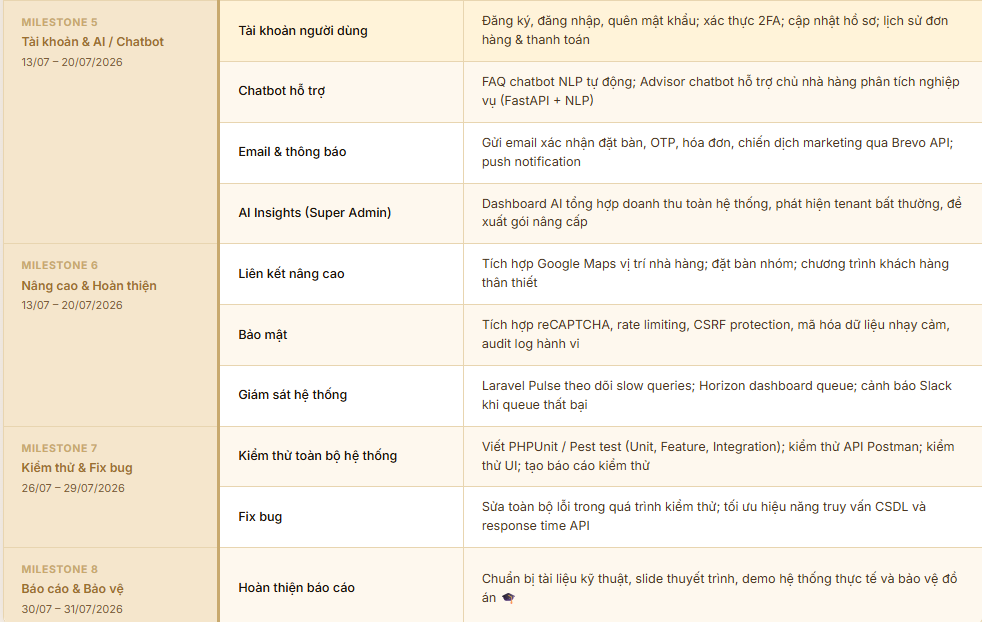 MILESTONE 5
Tài khoản & AI / Chatbot
13/07 – 20/07/2026
Tài khoản người dùng
Đăng ký, đăng nhập, quên mật khẩu; xác thực 2FA; cập nhật hồ sơ; lịch sử đơn
hàng & thanh toán
Chatbot hỗ trợ
FAQ chatbot NLP tự động; Advisor chatbot hỗ trợ chủ nhà hàng phân tích nghiệp
vụ (FastAPI + NLP)
Email & thông báo
Gửi email xác nhận đặt bàn, OTP, hóa đơn, chiến dịch marketing qua Brevo API;
push notification
AI Insights (Super Admin)
Dashboard AI tổng hợp doanh thu toàn hệ thống, phát hiện tenant bất thường, đề
xuất gói nâng cấp
MILESTONE 6
Nâng cao & Hoàn thiện
13/07 – 20/07/2026
Liên kết nâng cao
Tích hợp Google Maps vị trí nhà hàng; đặt bàn nhóm; chương trình khách hàng
thân thiết
Bảo mật
Tích hợp reCAPTCHA, rate limiting, CSRF protection, mã hóa dữ liệu nhạy cảm,
audit log hành vi
Giám sát hệ thống
Laravel Pulse theo dõi slow queries; Horizon dashboard queue; cảnh báo Slack
khi queue thất bại
MILESTONE 7
Kiểm thử & Fix bug
26/07 – 29/07/2026
Kiểm thử toàn bộ hệ thống
Viết PHPUnit / Pest test (Unit, Feature, Integration); kiểm thử API Postman; kiểm
thử UI; tạo báo cáo kiểm thử
Fix bug
Sửa toàn bộ lỗi trong quá trình kiểm thử; tối ưu hiệu năng truy vấn CSDL và
response time API
MILESTONE 8
Báo cáo & Bảo vệ
30/07 – 31/07/2026
Hoàn thiện báo cáo
Chuẩn bị tài liệu kỹ thuật, slide thuyết trình, demo hệ thống thực tế và bảo vệ đồ
án 🎓